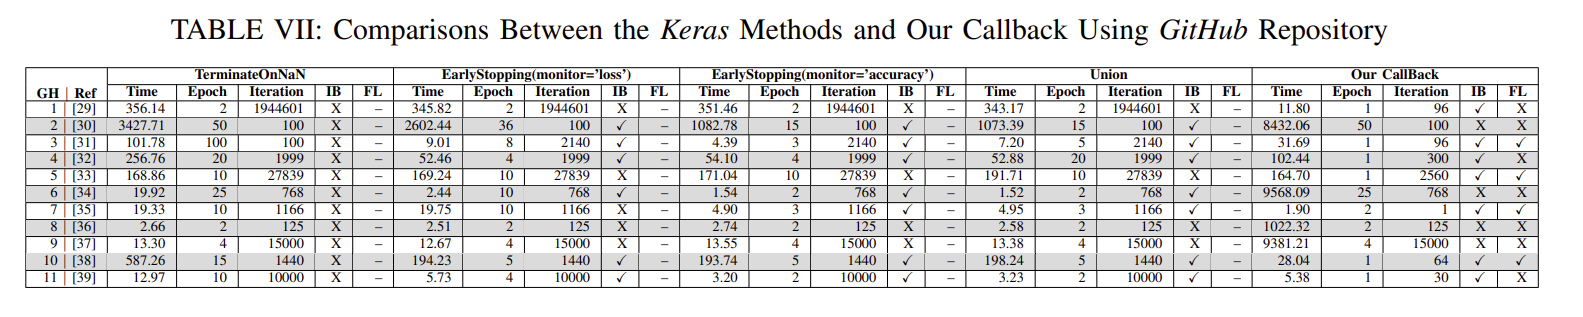 TABLE VII: Comparisons Between the Keras Methods and Our Callback Using GitHub Repository
TerminateOnNaN EarlyStopping(monitor='loss') EarlyStopping(monitor='accuracy') Union Our CallBack
GH | Ref Time Epoch Iteration IB FL Time Epoch Iteration IB FL Time Epoch Iteration IB FL Time Epoch Iteration IB FL Time Epoch Iteration IB FL
1 | [29] 356.14 2 1944601 X – 345.82 2 1944601 X – 351.46 2 1944601 X – 343.17 2 1944601 X – 11.80 1 96 ✓ X
2 | [30] 3427.71 50 100 X – 2602.44 36 100 ✓ – 1082.78 15 100 ✓ – 1073.39 15 100 ✓ – 8432.06 50 100 X X
3 | [31] 101.78 100 100 X – 9.01 8 2140 ✓ – 4.39 3 2140 ✓ – 7.20 5 2140 ✓ – 31.69 1 96 ✓ ✓
4 | [32] 256.76 20 1999 X – 52.46 4 1999 ✓ – 54.10 4 1999 ✓ – 52.88 20 1999 ✓ – 102.44 1 300 ✓ X
5 | [33] 168.86 10 27839 X – 169.24 10 27839 X – 171.04 10 27839 X – 191.71 10 27839 X – 164.70 1 2560 ✓ ✓
6 | [34] 19.92 25 768 X – 2.44 10 768 ✓ – 1.54 2 768 ✓ – 1.52 2 768 ✓ – 9568.09 25 768 X X
7 | [35] 19.33 10 1166 X – 19.75 10 1166 X – 4.90 3 1166 ✓ – 4.95 3 1166 ✓ – 1.90 2 1 ✓ ✓
8 | [36] 2.66 2 125 X – 2.51 2 125 X – 2.74 2 125 X – 2.58 2 125 X – 1022.32 2 125 X X
9 | [37] 13.30 4 15000 X – 12.67 4 15000 X – 13.55 4 15000 X – 13.38 4 15000 X – 9381.21 4 15000 X X
10 | [38] 587.26 15 1440 X – 194.23 5 1440 ✓ – 193.74 5 1440 ✓ – 198.24 5 1440 ✓ – 28.04 1 64 ✓ ✓
11 | [39] 12.97 10 10000 X – 5.73 4 10000 ✓ – 3.20 2 10000 ✓ – 3.23 2 10000 ✓ – 5.38 1 30 ✓ X